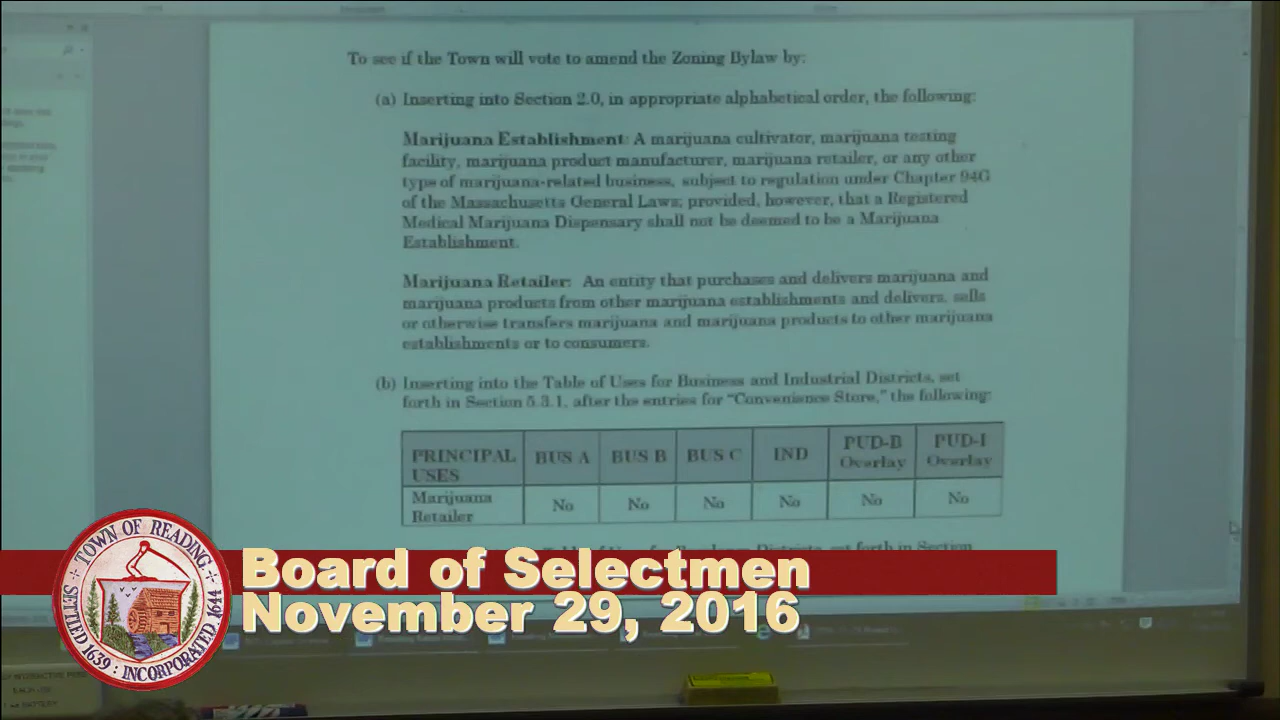 To see if the Town will vote to amend the Zoning Bylaw by:
(a) Inserting into Section 2.0, in appropriate alphabetical order, the following:
Marijuana Establishment: A marijuana cultivator, marijuana testing
facility, marijuana product manufacturer, marijuana retailer, or any other
type of marijuana-related business, subject to regulation under Chapter 94G
of the Massachusetts General Laws; provided, however, that a Registered
Medical Marijuana Dispensary shall not be deemed to be a Marijuana
Establishment.
Marijuana Retailer: An entity that purchases and delivers marijuana and
marijuana products from other marijuana establishments and delivers, sells
or otherwise transfers marijuana and marijuana products to other marijuana
establishments or to consumers.
(b) Inserting into the Table of Uses for Business and Industrial Districts, set
forth in Section 5.3.1, after the entries for "Convenience Store," the following:
PRINCIPAL USES BUS A BUS B BUS C IND PUD-B Overlay PUD-I Overlay
Marijuana Retailer No No No No No No
Districts, set forth in Section
TOWN OF READING
SETTLED 1639 : INCORPORATED 1644
Board of Selectmen
November 29, 2016